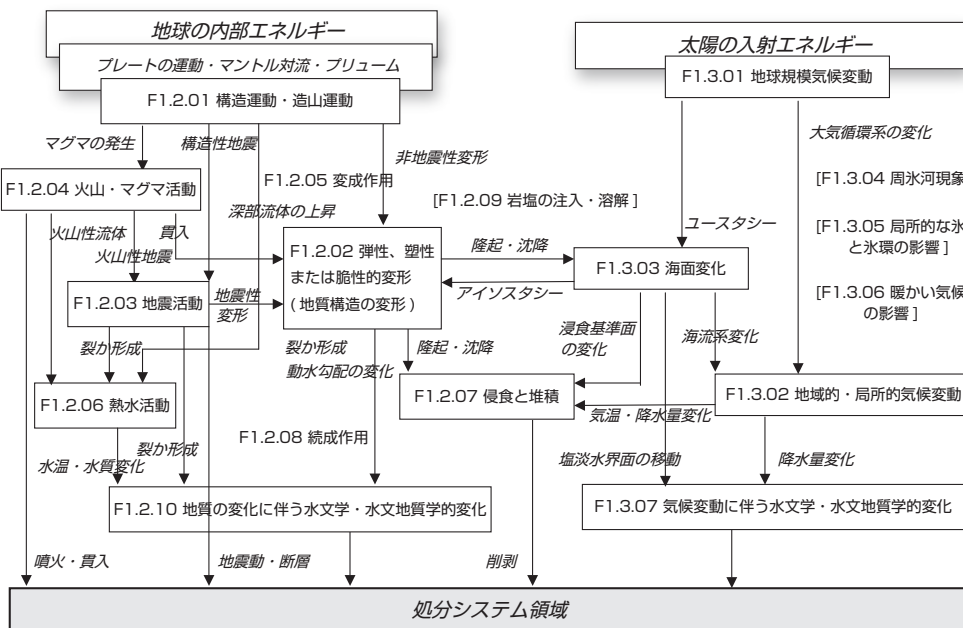 地球の内部エネルギー
プレートの運動・マントル対流・プリューム
F1.2.01 構造運動・造山運動
太陽の入射エネルギー
F1.3.01 地球規模気候変動
マグマの発生
構造性地震
非地震性変形
大気循環系の変化
F1.2.04 火山・マグマ活動
F1.2.05 変成作用
[F1.3.04 周氷河現象
深部流体の上昇
[F1.2.09 岩塩の注入・溶解 ]
火山性流体
貫入
火山性地震
ユースタシー
[F1.3.05 局所的な氷
と氷環の影響 ]
F1.2.02 弾性、塑性
または脆性的変形
( 地質構造の変形 )
隆起・沈降
アイソスタシー
F1.3.03 海面変化
F1.2.03 地震活動
地震性
変形
[F1.3.06 暖かい気候
の影響 ]
裂か形成
裂か形成
動水勾配の変化
隆起・沈降
浸食基準面
の変化
海流系変化
F1.2.06 熱水活動
F1.2.07 侵食と堆積
F1.3.02 地域的・局所的気候変動
気温・降水量変化
F1.2.08 続成作用
裂か形成
水温・水質変化
塩淡水界面の移動
降水量変化
F1.2.10 地質の変化に伴う水文学・水文地質学的変化
F1.3.07 気候変動に伴う水文学・水文地質学的変化
噴火・貫入
地震動・断層
削剥
処分システム領域